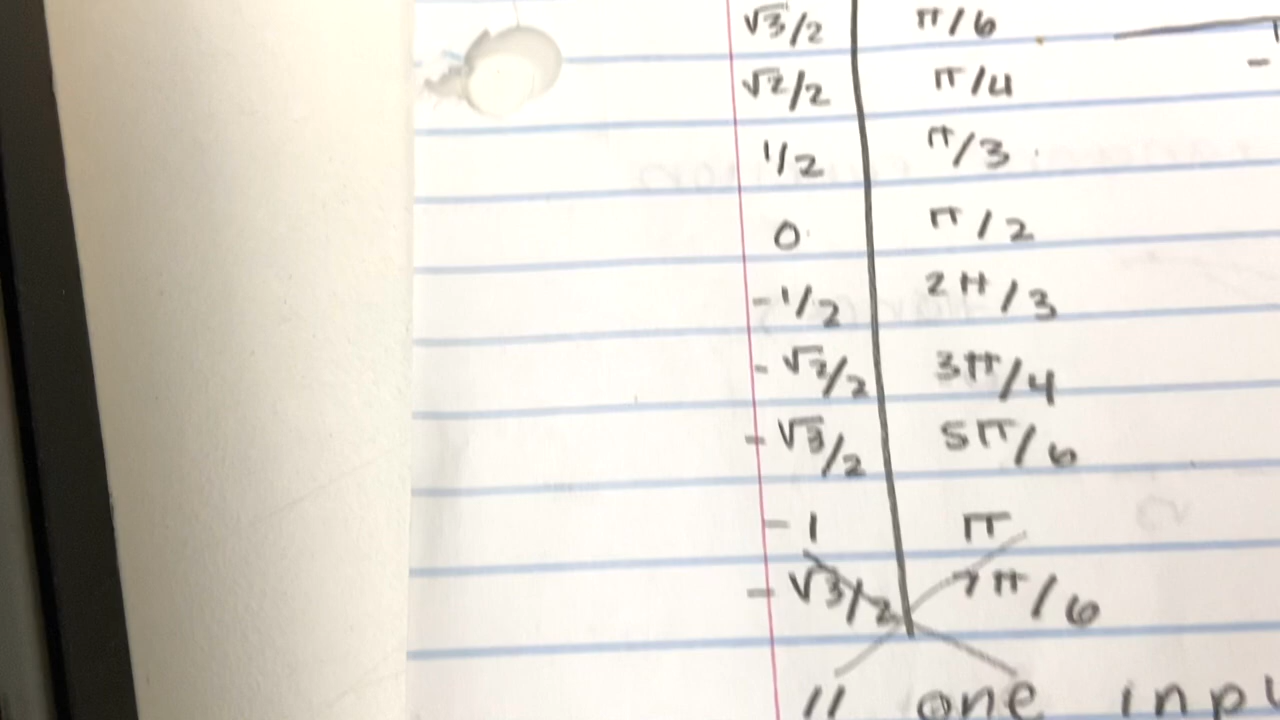 √3/2 π/6
√2/2 π/4
1/2 π/3
0 π/2
-1/2 2π/3
-√2/2 3π/4
-√3/2 5π/6
-1 π
-√3/2 7π/6
11 one